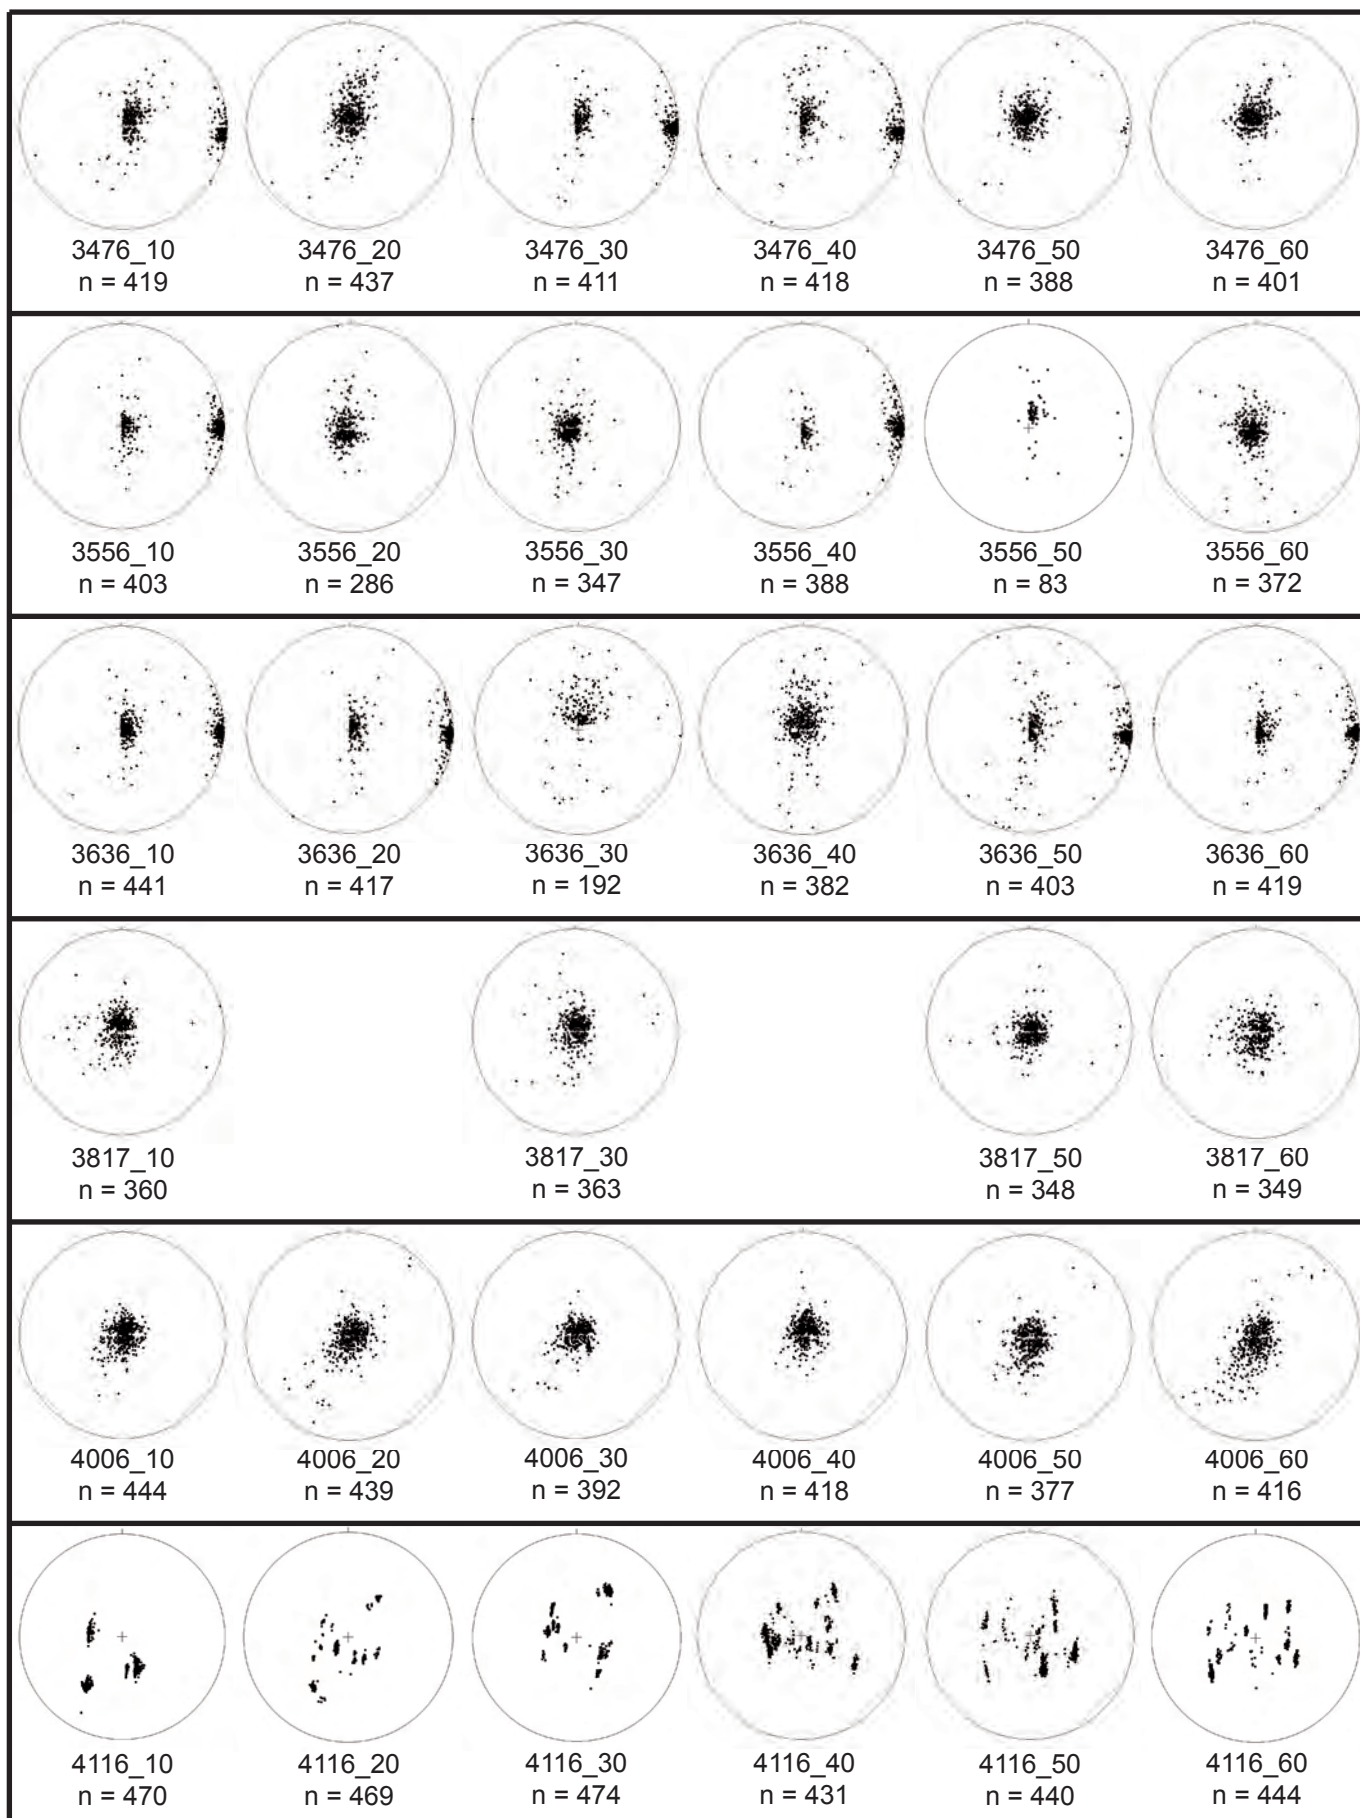 3476_10 3476_20 3476_30 3476_40 3476_50 3476_60
n = 419 n = 437 n = 411 n = 418 n = 388 n = 401
3556_10 3556_20 3556_30 3556_40 3556_50 3556_60
n = 403 n = 286 n = 347 n = 388 n = 83 n = 372
3636_10 3636_20 3636_30 3636_40 3636_50 3636_60
n = 441 n = 417 n = 192 n = 382 n = 403 n = 419
3817_10 3817_30 3817_50 3817_60
n = 360 n = 363 n = 348 n = 349
4006_10 4006_20 4006_30 4006_40 4006_50 4006_60
n = 444 n = 439 n = 392 n = 418 n = 377 n = 416
4116_10 4116_20 4116_30 4116_40 4116_50 4116_60
n = 470 n = 469 n = 474 n = 431 n = 440 n = 444